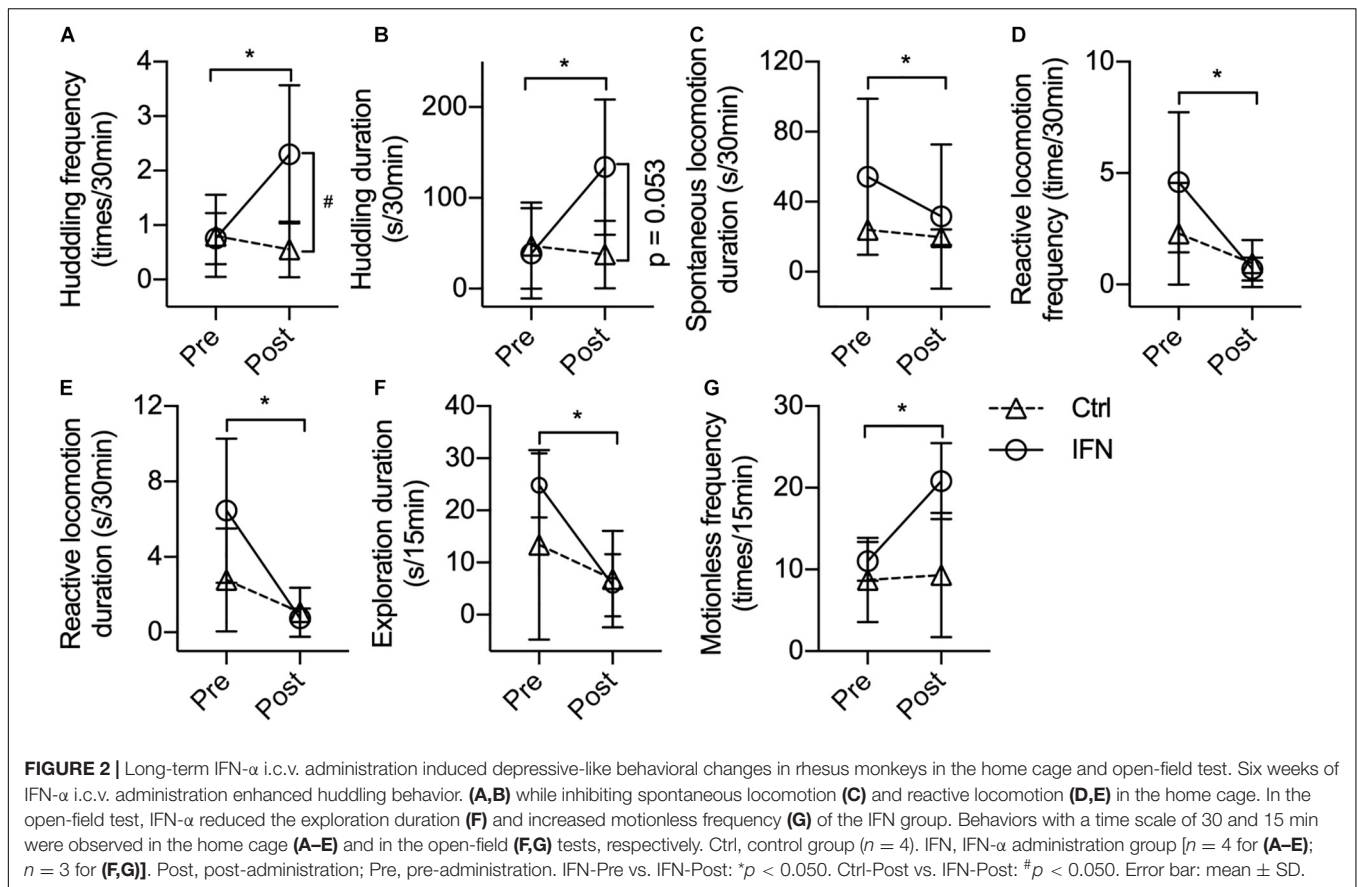 A
Hudddling frequency
(times/30min)
4
3
2
1
0
*
#
Pre
Post
B
Huddling duration
(s/30min)
200
100
0
*
p = 0.053
Pre
Post
C
Spontaneous locomotion
duration (s/30min)
120
80
40
0
*
Pre
Post
D
Reactive locomotion
frequency (time/30min)
10
5
0
*
Pre
Post
E
Reactive locomotion
duration (s/30min)
12
8
4
0
*
Pre
Post
F
Exploration duration
(s/15min)
40
30
20
10
0
*
Pre
Post
G
Motionless frequency
(times/15min)
30
20
10
0
*
Pre
Post
Ctrl
IFN
FIGURE 2 | Long-term IFN-α i.c.v. administration induced depressive-like behavioral changes in rhesus monkeys in the home cage and open-field test. Six weeks of
IFN-α i.c.v. administration enhanced huddling behavior. (A,B) while inhibiting spontaneous locomotion (C) and reactive locomotion (D,E) in the home cage. In the
open-field test, IFN-α reduced the exploration duration (F) and increased motionless frequency (G) of the IFN group. Behaviors with a time scale of 30 and 15 min
were observed in the home cage (A–E) and in the open-field (F,G) tests, respectively. Ctrl, control group (n = 4). IFN, IFN-α administration group [n = 4 for (A–E);
n = 3 for (F,G)]. Post, post-administration; Pre, pre-administration. IFN-Pre vs. IFN-Post: *p < 0.050. Ctrl-Post vs. IFN-Post: #p < 0.050. Error bar: mean ± SD.